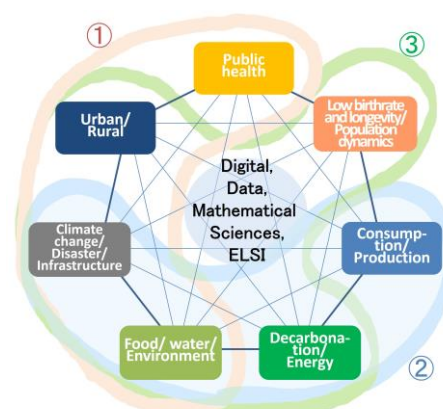 ①
Public
health
③
Urban/
Rural
Low birthrate
and longevity/
Population
dynamics
Digital,
Data,
Mathematical
Sciences,
ELSI
Climate
change/
Disaster/
Infrastructure
Consump-
tion/
Production
Food/ water/
Environment
Decarbona-
tion/
Energy
②